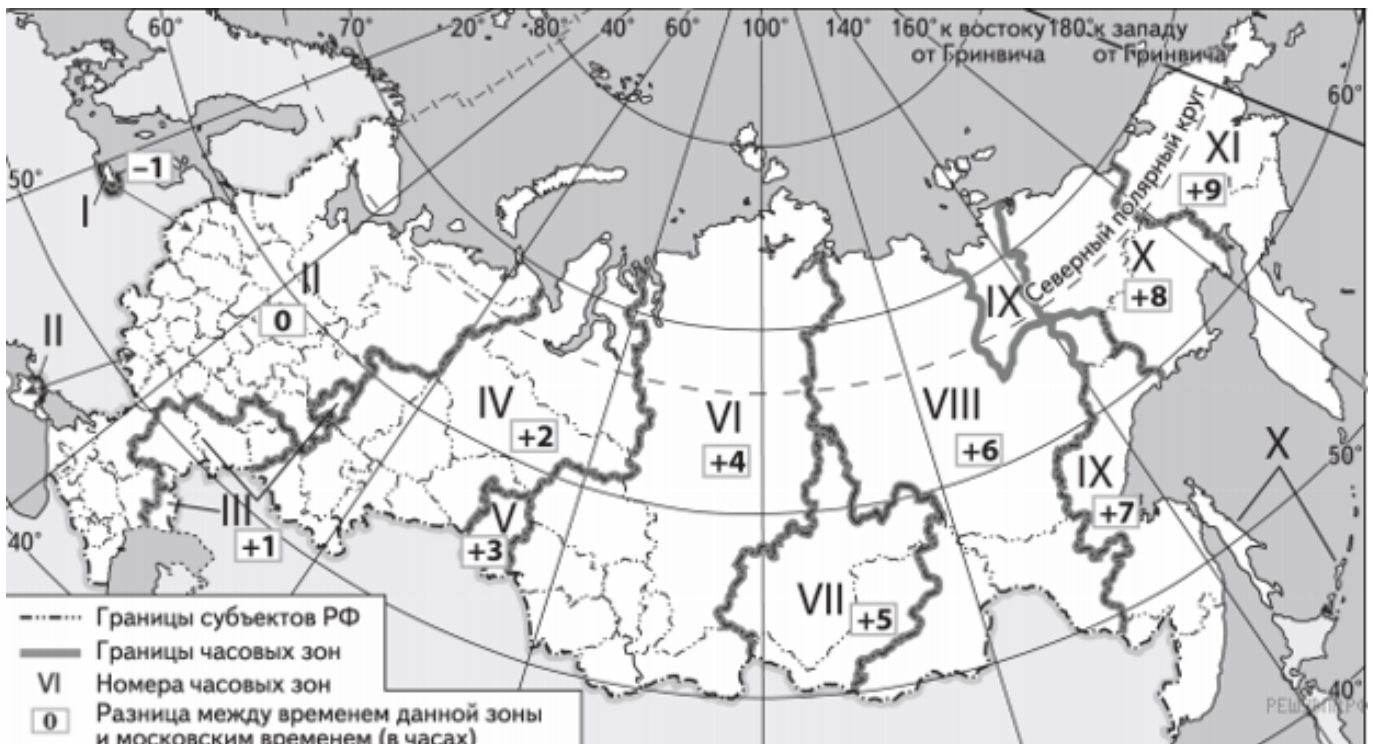 60°
70°
20°
80°
40°
60°
100°
140°
160° к востоку
от Гринвича
180° к западу
от Гринвича
60°
Северный полярный круг
50°
–1
I
XI
+9
II
0
X
+8
IX
II
IV
+2
VI
+4
VIII
+6
X
50°
IX
+7
III
+1
V
+3
40°
VII
+5
Границы субъектов РФ
Границы часовых зон
VI Номера часовых зон
0 Разница между временем данной зоны
и московским временем (в часах)
40°